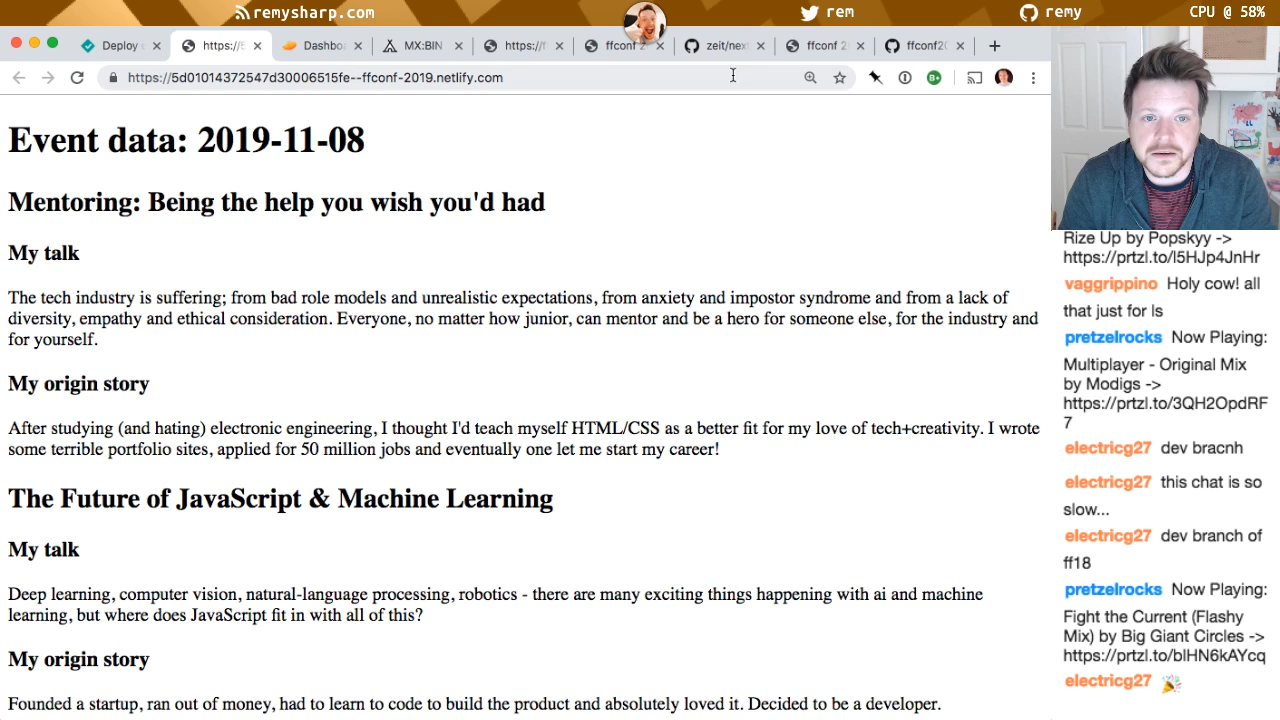 remysharp.com
rem
remy
CPU @ 58%
Deploy
https://5
Dashbo
MX:BIN
https://f
ffconf 2
zeit/nex
ffconf 2
ffconf20
https://5d01014372547d30006515fe--ffconf-2019.netlify.com
Event data: 2019-11-08
Mentoring: Being the help you wish you'd had
My talk
The tech industry is suffering; from bad role models and unrealistic expectations, from anxiety and impostor syndrome and from a lack of
diversity, empathy and ethical consideration. Everyone, no matter how junior, can mentor and be a hero for someone else, for the industry and
for yourself.
My origin story
After studying (and hating) electronic engineering, I thought I'd teach myself HTML/CSS as a better fit for my love of tech+creativity. I wrote
some terrible portfolio sites, applied for 50 million jobs and eventually one let me start my career!
The Future of JavaScript & Machine Learning
My talk
Deep learning, computer vision, natural-language processing, robotics - there are many exciting things happening with ai and machine
learning, but where does JavaScript fit in with all of this?
My origin story
Founded a startup, ran out of money, had to learn to code to build the product and absolutely loved it. Decided to be a developer.
Rize Up by Popskyy ->
https://prtzl.to/l5HJp4JnHr
vaggrippino Holy cow! all
that just for ls
pretzelrocks Now Playing:
Multiplayer - Original Mix
by Modigs ->
https://prtzl.to/3QH2OpdRF
7
electricg27 dev bracnh
electricg27 this chat is so
slow...
electricg27 dev branch of
ff18
pretzelrocks Now Playing:
Fight the Current (Flashy
Mix) by Big Giant Circles ->
https://prtzl.to/blHN6kAYcq
electricg27